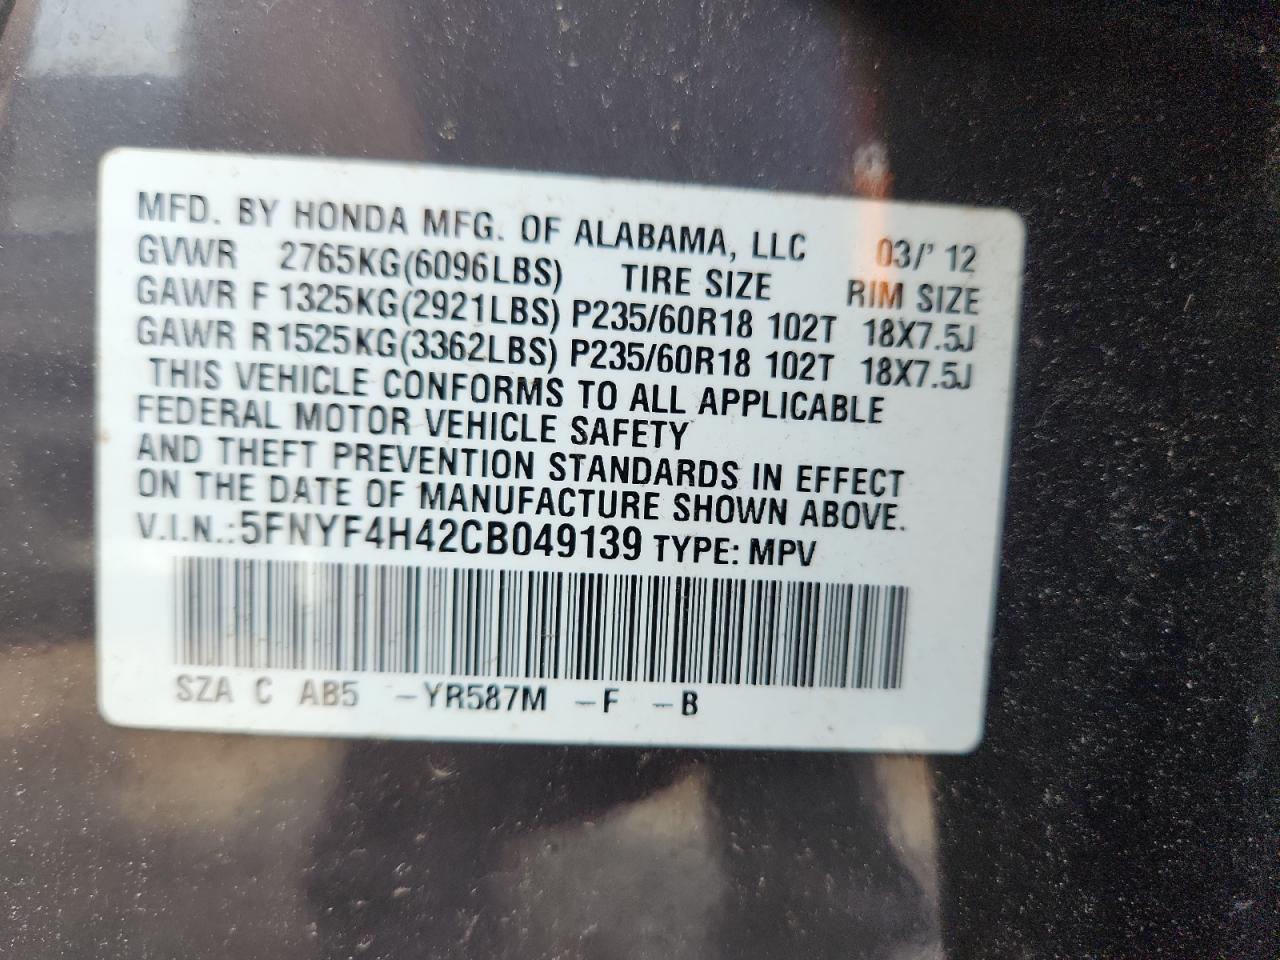 MFD. BY HONDA MFG. OF ALABAMA, LLC 03/' 12
GVWR 2765KG(6096LBS) TIRE SIZE RIM SIZE
GAWR F 1325KG(2921LBS) P235/60R18 102T 18X7.5J
GAWR R 1525KG(3362LBS) P235/60R18 102T 18X7.5J
THIS VEHICLE CONFORMS TO ALL APPLICABLE
FEDERAL MOTOR VEHICLE SAFETY
AND THEFT PREVENTION STANDARDS IN EFFECT
ON THE DATE OF MANUFACTURE SHOWN ABOVE.
V.I.N.:5FNYF4H42CB049139 TYPE: MPV
SZA C AB5 -YR587M -F -B